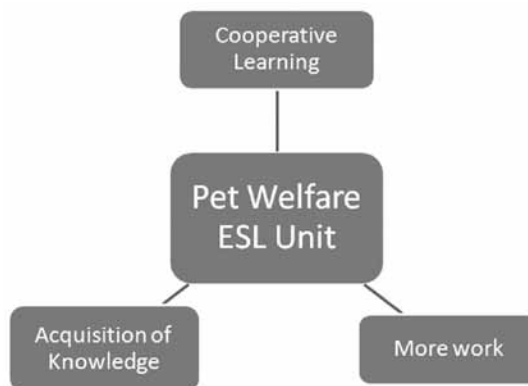 Cooperative
Learning
Pet Welfare
ESL Unit
Acquisition of
Knowledge
More work